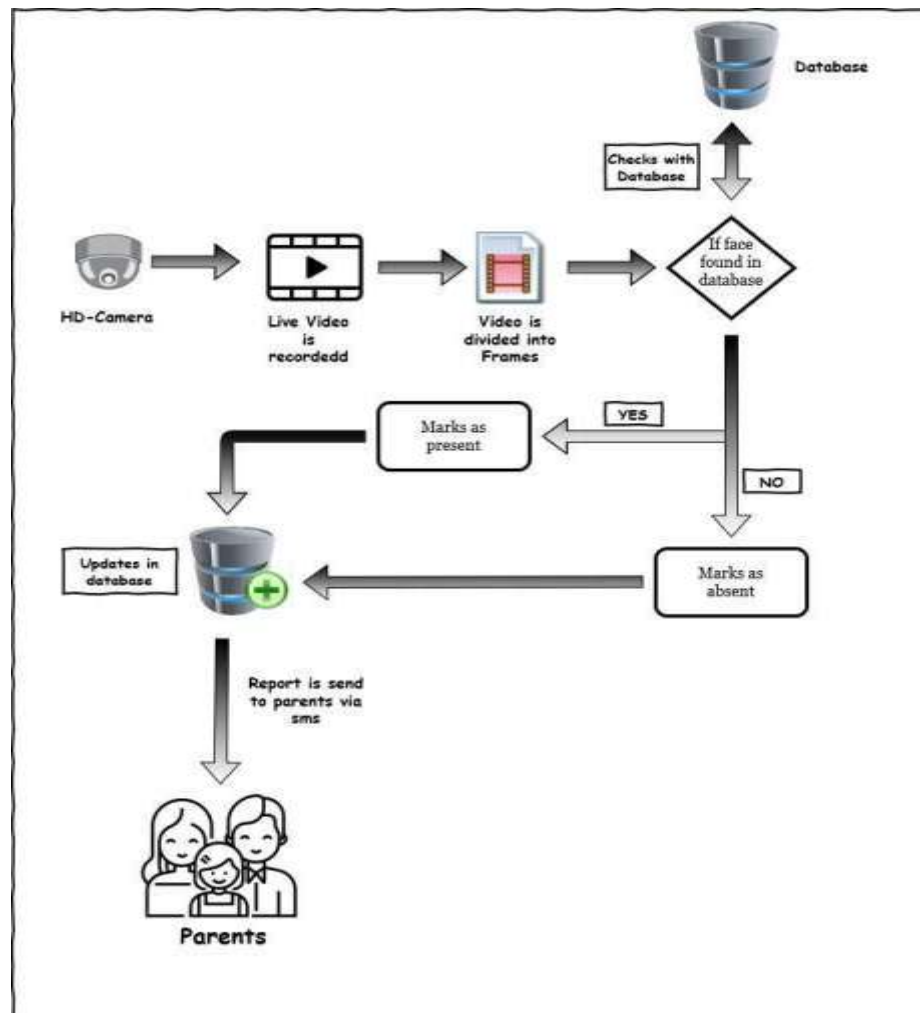 Database
Checks with
Database
If face
found in
database
HD-Camera
Live Video
is
recordedd
Video is
divided into
Frames
YES
Marks as
present
NO
Updates in
database
Marks as
absent
Report is send
to parents via
sms
Parents